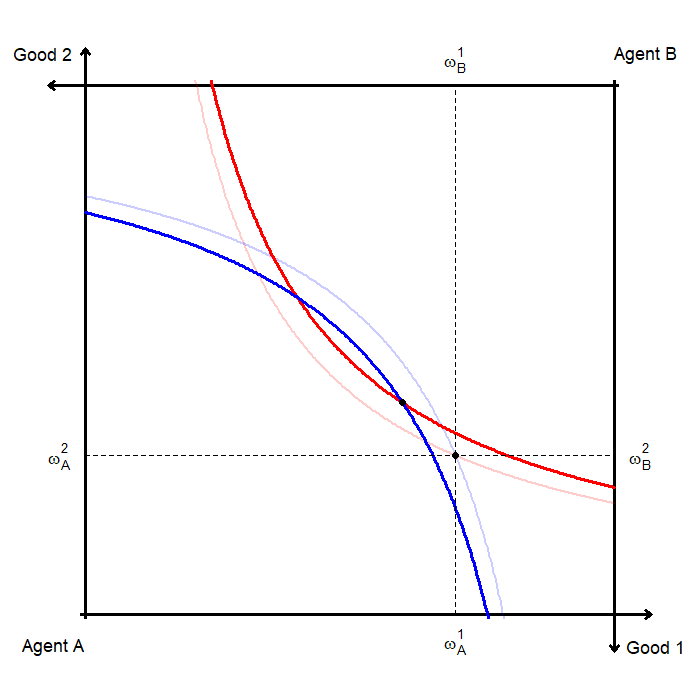 Good 2
Agent B
ω_B^1
ω_A^2
ω_B^2
Agent A
ω_A^1
Good 1